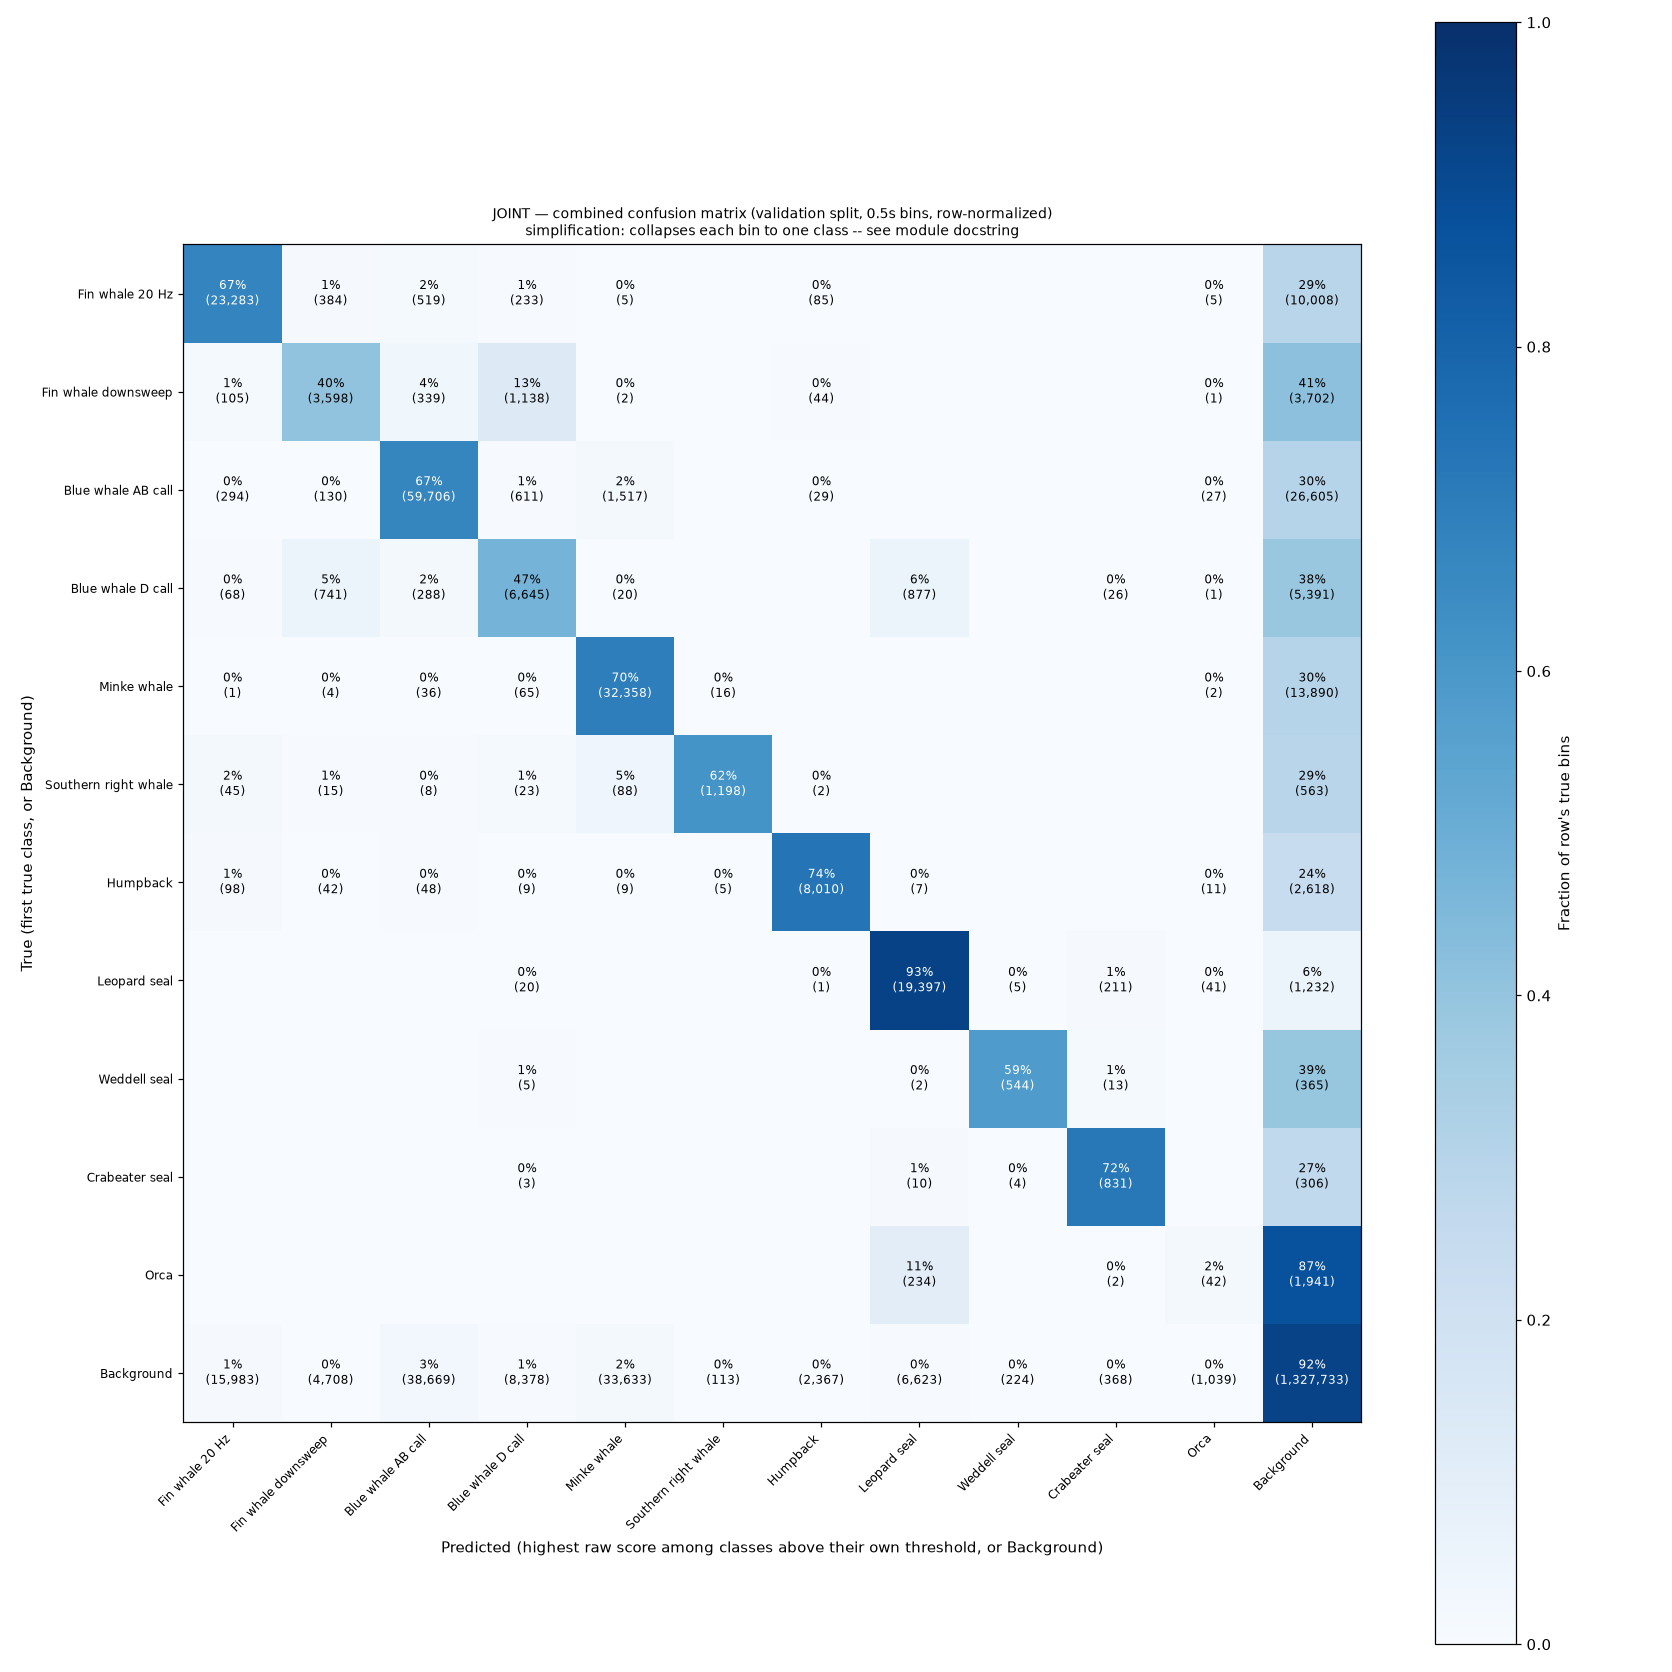 JOINT — combined confusion matrix (validation split, 0.5s bins, row-normalized)
simplification: collapses each bin to one class -- see module docstring
True (first true class, or Background)
Fin whale 20 Hz
67% 1% 2% 1% 0% 0% 0% 29%
(23,283) (384) (519) (233) (5) (85) (5) (10,008)
Fin whale downsweep
1% 40% 4% 13% 0% 0% 0% 41%
(105) (3,598) (339) (1,138) (2) (44) (1) (3,702)
Blue whale AB call
0% 0% 67% 1% 2% 0% 0% 30%
(294) (130) (59,706) (611) (1,517) (29) (27) (26,605)
Blue whale D call
0% 5% 2% 47% 0% 6% 0% 0% 38%
(68) (741) (288) (6,645) (20) (877) (26) (1) (5,391)
Minke whale
0% 0% 0% 0% 70% 0% 0% 30%
(1) (4) (36) (65) (32,358) (16) (2) (13,890)
Southern right whale
2% 1% 0% 1% 5% 62% 0% 29%
(45) (15) (8) (23) (88) (1,198) (2) (563)
Humpback
1% 0% 0% 0% 0% 0% 74% 0% 0% 24%
(98) (42) (48) (9) (9) (5) (8,010) (7) (11) (2,618)
Leopard seal
0% 0% 93% 0% 1% 0% 6%
(20) (1) (19,397) (5) (211) (41) (1,232)
Weddell seal
1% 0% 59% 1% 39%
(5) (2) (544) (13) (365)
Crabeater seal
0% 1% 0% 72% 27%
(3) (10) (4) (831) (306)
Orca
11% 0% 2% 87%
(234) (2) (42) (1,941)
Background
1% 0% 3% 1% 2% 0% 0% 0% 0% 0% 0% 92%
(15,983) (4,708) (38,669) (8,378) (33,633) (113) (2,367) (6,623) (224) (368) (1,039) (1,327,733)
Fin whale 20 Hz
Fin whale downsweep
Blue whale AB call
Blue whale D call
Minke whale
Southern right whale
Humpback
Leopard seal
Weddell seal
Crabeater seal
Orca
Background
Predicted (highest raw score among classes above their own threshold, or Background)
1.0
0.8
0.6
0.4
0.2
0.0
Fraction of row's true bins